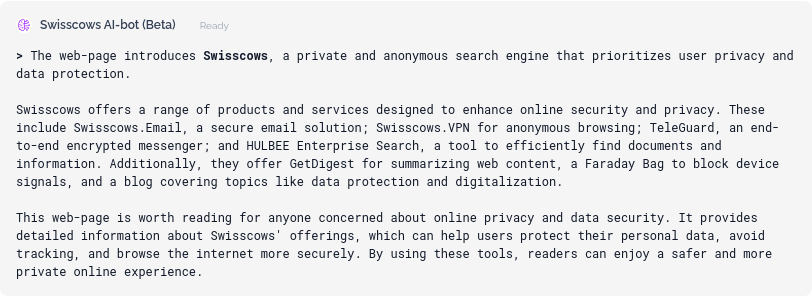 Swisscows AI-bot (Beta) Ready
> The web-page introduces Swisscows, a private and anonymous search engine that prioritizes user privacy and
data protection.
Swisscows offers a range of products and services designed to enhance online security and privacy. These
include Swisscows.Email, a secure email solution; Swisscows.VPN for anonymous browsing; TeleGuard, an end-
to-end encrypted messenger; and HULBEE Enterprise Search, a tool to efficiently find documents and
information. Additionally, they offer GetDigest for summarizing web content, a Faraday Bag to block device
signals, and a blog covering topics like data protection and digitalization.
This web-page is worth reading for anyone concerned about online privacy and data security. It provides
detailed information about Swisscows' offerings, which can help users protect their personal data, avoid
tracking, and browse the internet more securely. By using these tools, readers can enjoy a safer and more
private online experience.